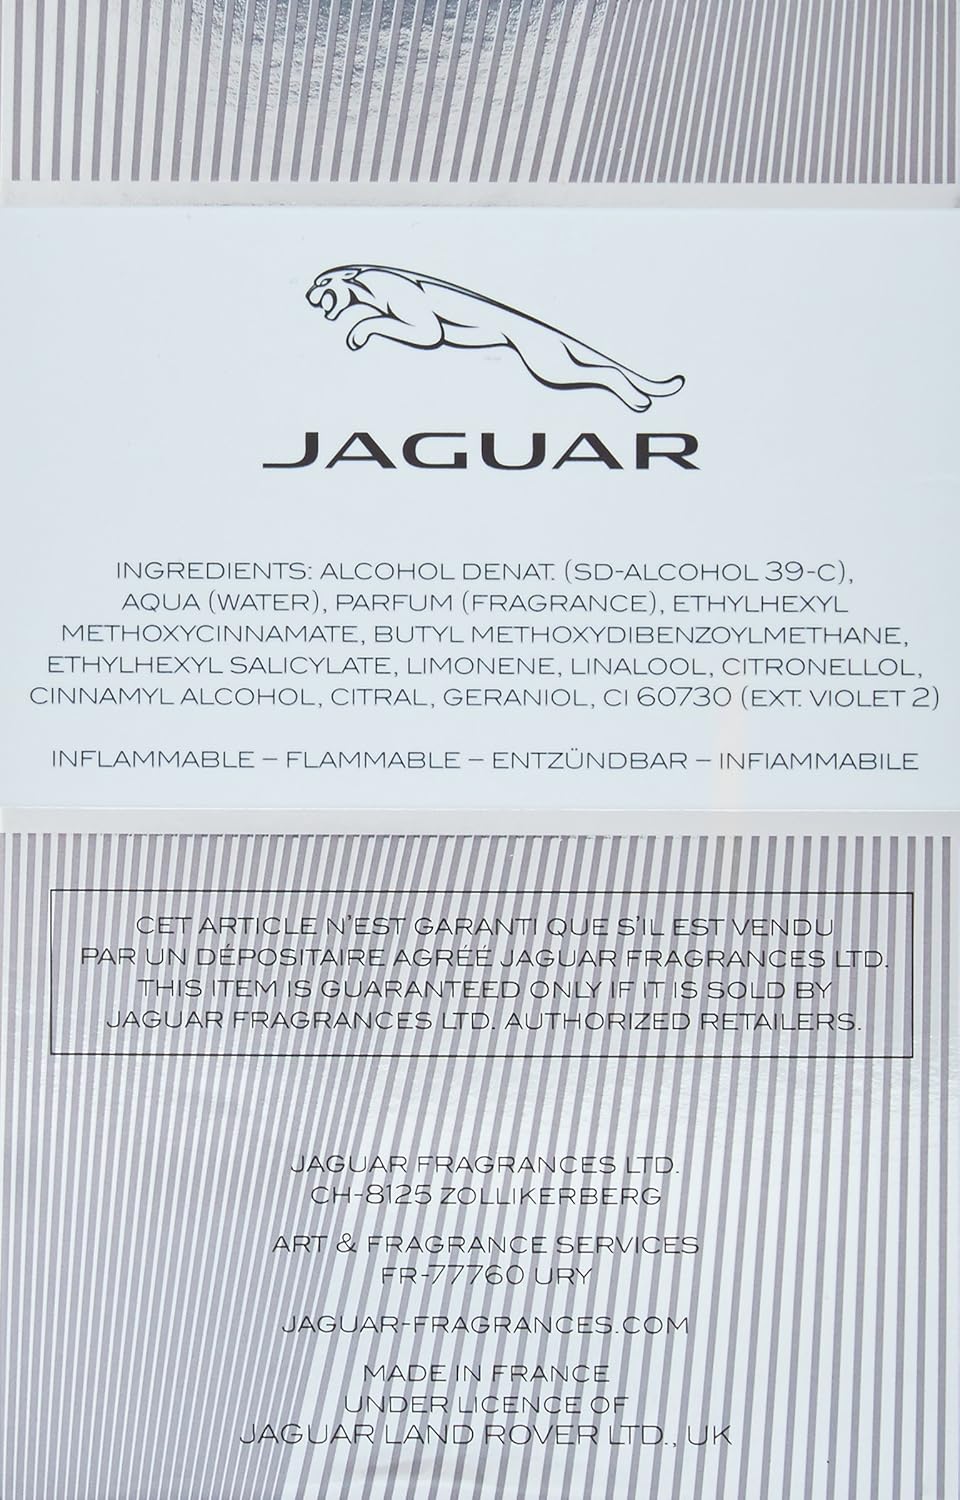 JAGUAR
INGREDIENTS: ALCOHOL DENAT. (SD-ALCOHOL 39-C),
AQUA (WATER), PARFUM (FRAGRANCE), ETHYLHEXYL
METHOXYCINNAMATE, BUTYL METHOXYDIBENZOYLMETHANE,
ETHYLHEXYL SALICYLATE, LIMONENE, LINALOOL, CITRONELLOL,
CINNAMYL ALCOHOL, CITRAL, GERANIOL, CI 60730 (EXT. VIOLET 2)
INFLAMMABLE – FLAMMABLE – ENTZÜNDBAR – INFIAMMABILE
CET ARTICLE N'EST GARANTI QUE S'IL EST VENDU
PAR UN DÉPOSITAIRE AGRÉÉ JAGUAR FRAGRANCES LTD.
THIS ITEM IS GUARANTEED ONLY IF IT IS SOLD BY
JAGUAR FRAGRANCES LTD. AUTHORIZED RETAILERS.
JAGUAR FRAGRANCES LTD.
CH-8125 ZOLLIKERBERG
ART & FRAGRANCE SERVICES
FR-77760 URY
JAGUAR-FRAGRANCES.COM
MADE IN FRANCE
UNDER LICENCE OF
JAGUAR LAND ROVER LTD., UK